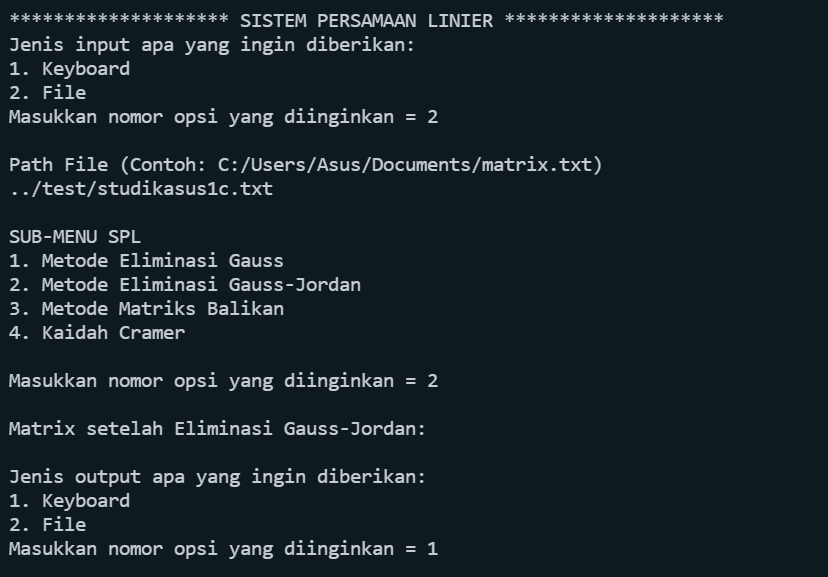 ******************** SISTEM PERSAMAAN LINIER ********************
Jenis input apa yang ingin diberikan:
1. Keyboard
2. File
Masukkan nomor opsi yang diinginkan = 2
Path File (Contoh: C:/Users/Asus/Documents/matrix.txt)
../test/studikasus1c.txt
SUB-MENU SPL
1. Metode Eliminasi Gauss
2. Metode Eliminasi Gauss-Jordan
3. Metode Matriks Balikan
4. Kaidah Cramer
Masukkan nomor opsi yang diinginkan = 2
Matrix setelah Eliminasi Gauss-Jordan:
Jenis output apa yang ingin diberikan:
1. Keyboard
2. File
Masukkan nomor opsi yang diinginkan = 1